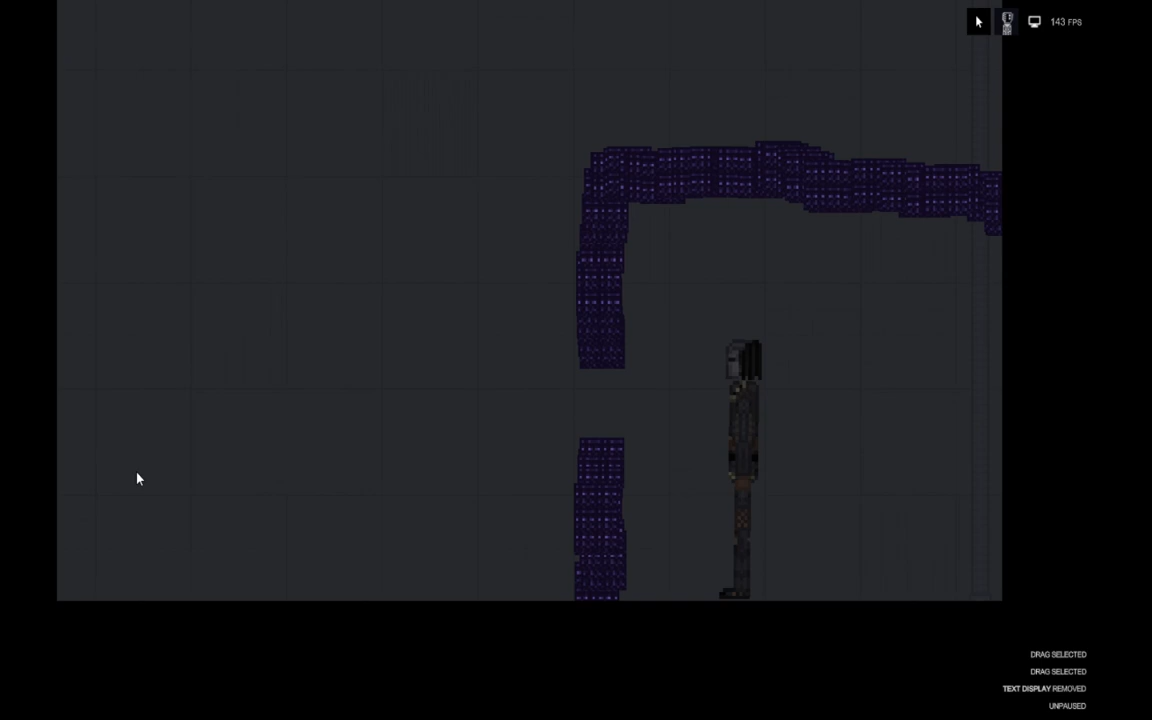 143 FPS
DRAG SELECTED
DRAG SELECTED
TEXT DISPLAY REMOVED
UNPAUSED